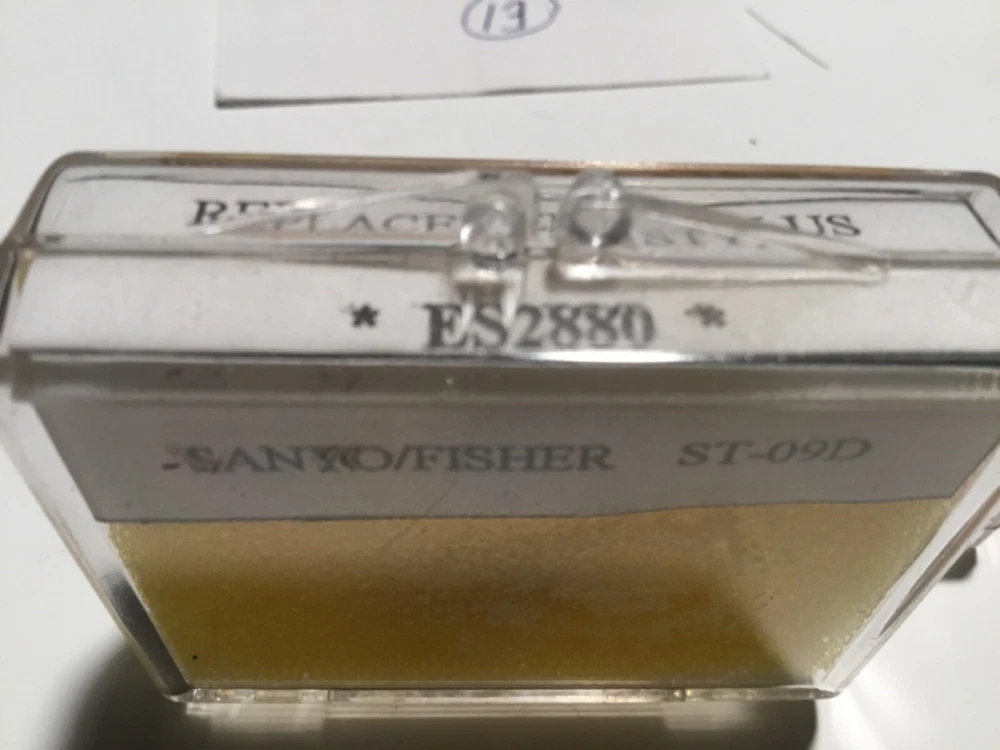 13
REPLACEMENT STYLUS
* ES2880 *
SANYO/FISHER ST-09D